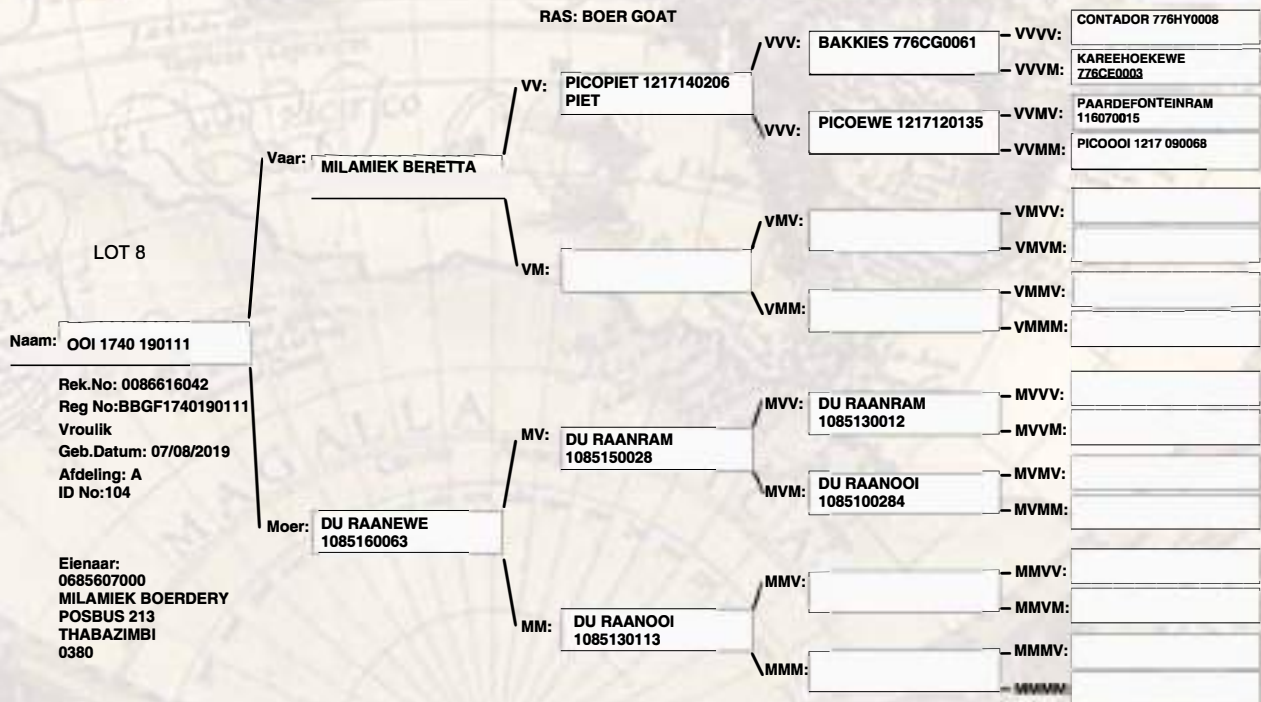 RAS: BOER GOAT
LOT 8
Naam: OOI 1740 190111
Rek.No: 0086616042
Reg No:BBGF1740190111
Vroulik
Geb.Datum: 07/08/2019
Afdeling: A
ID No:104
Eienaar:
0685607000
MILAMIEK BOERDERY
POSBUS 213
THABAZIMBI
0380
Vaar: MILAMIEK BERETTA
Moer: DU RAANEWE
1085160063
VV: PICOPIET 1217140206
PIET
VM:
MV: DU RAANRAM
1085150028
MM: DU RAANOOI
1085130113
VVV: BAKKIES 776CG0061
VVV: PICOEWE 1217120135
VMV:
VMM:
MVV: DU RAANRAM
1085130012
MVM: DU RAANOOI
1085100284
MMV:
MMM:
VVVV: CONTADOR 776HY0008
VVVM: KAREEHOEKEWE
776CE0003
VVMV: PAARDEFONTEINRAM
116070015
VVMM: PICOOOI 1217 090068
VMVV:
VMVM:
VMMV:
VMMM:
MVVV:
MVVM:
MVMV:
MVMM:
MMVV:
MMVM:
MMMV:
MMMM: